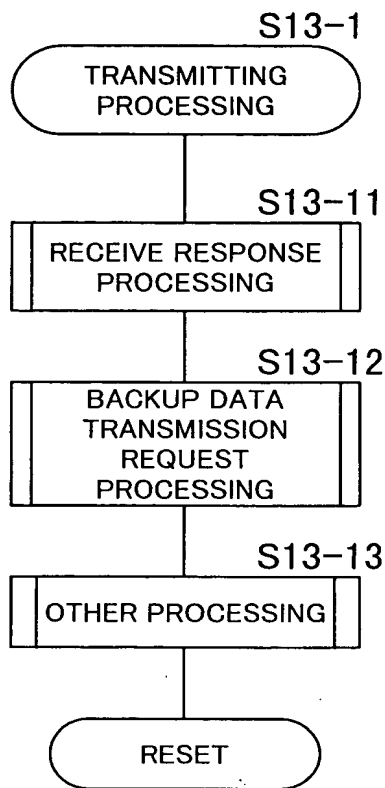 S13-1
TRANSMITTING
PROCESSING
S13-11
RECEIVE RESPONSE
PROCESSING
S13-12
BACKUP DATA
TRANSMISSION
REQUEST
PROCESSING
S13-13
OTHER PROCESSING
RESET